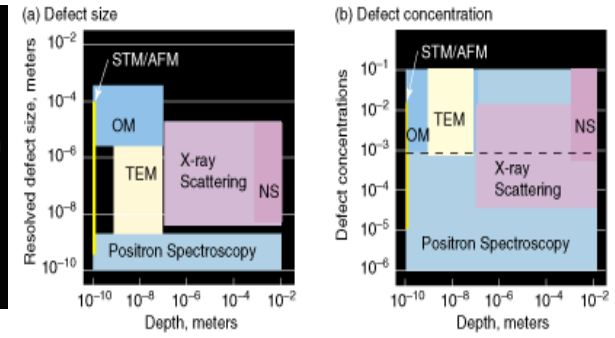 (a) Defect size
STM/AFM
Resolved defect size, meters
10⁻²
10⁻⁴
10⁻⁶
10⁻⁸
10⁻¹⁰
OM
TEM
X-ray
Scattering
NS
Positron Spectroscopy
10⁻¹⁰ 10⁻⁸ 10⁻⁶ 10⁻⁴ 10⁻²
Depth, meters
(b) Defect concentration
STM/AFM
Defect concentrations
10⁻¹
10⁻²
10⁻³
10⁻⁴
10⁻⁵
10⁻⁶
OM
TEM
NS
X-ray
Scattering
Positron Spectroscopy
10⁻¹⁰ 10⁻⁸ 10⁻⁶ 10⁻⁴ 10⁻²
Depth, meters